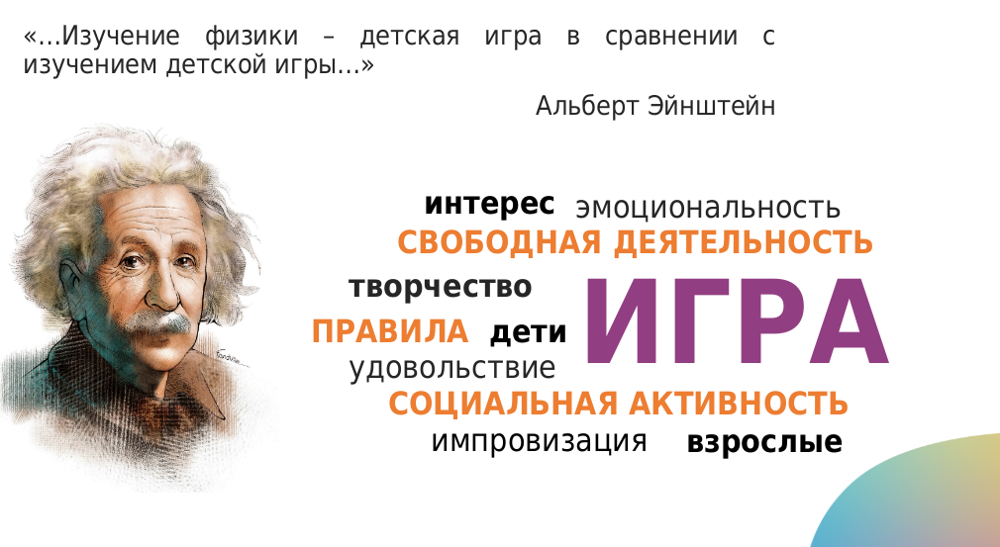 «…Изучение физики – детская игра в сравнении с
изучением детской игры…»
Альберт Эйнштейн
интерес эмоциональность
СВОБОДНАЯ ДЕЯТЕЛЬНОСТЬ
творчество
ИГРА
ПРАВИЛА дети
удовольствие
СОЦИАЛЬНАЯ АКТИВНОСТЬ
импровизация взрослые